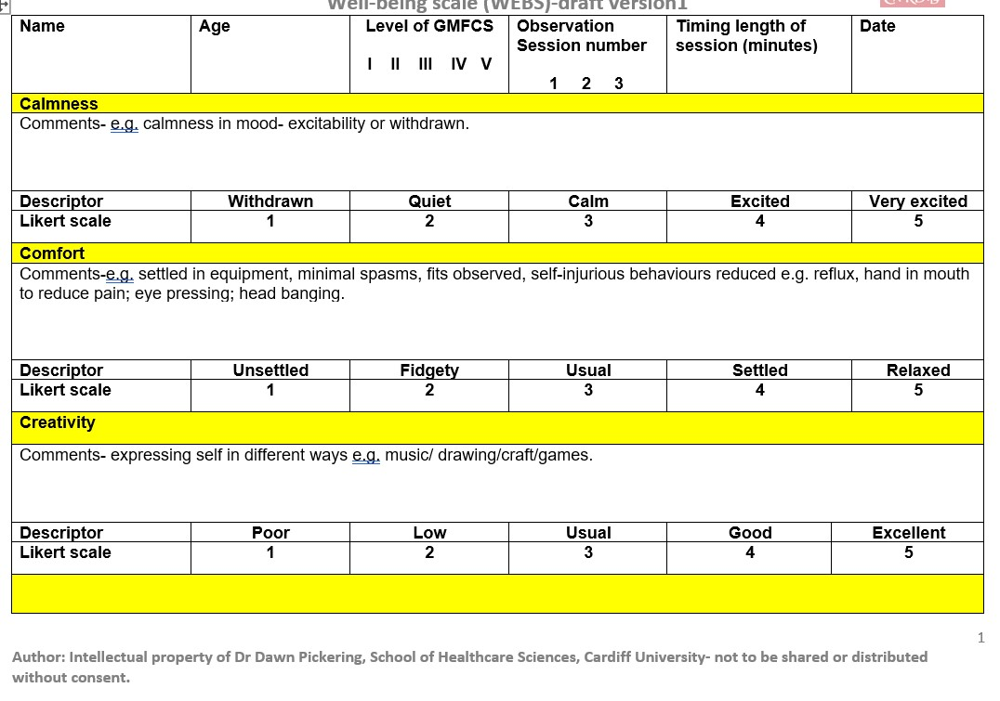 Well-being scale (WEBS)-draft version1
Name Age Level of GMFCS Observation Timing length of Date
Session number session (minutes)
I II III IV V
1 2 3
Calmness
Comments- e.g. calmness in mood- excitability or withdrawn.
Descriptor Withdrawn Quiet Calm Excited Very excited
Likert scale 1 2 3 4 5
Comfort
Comments-e.g. settled in equipment, minimal spasms, fits observed, self-injurious behaviours reduced e.g. reflux, hand in mouth
to reduce pain; eye pressing; head banging.
Descriptor Unsettled Fidgety Usual Settled Relaxed
Likert scale 1 2 3 4 5
Creativity
Comments- expressing self in different ways e.g. music/ drawing/craft/games.
Descriptor Poor Low Usual Good Excellent
Likert scale 1 2 3 4 5
1
Author: Intellectual property of Dr Dawn Pickering, School of Healthcare Sciences, Cardiff University- not to be shared or distributed
without consent.